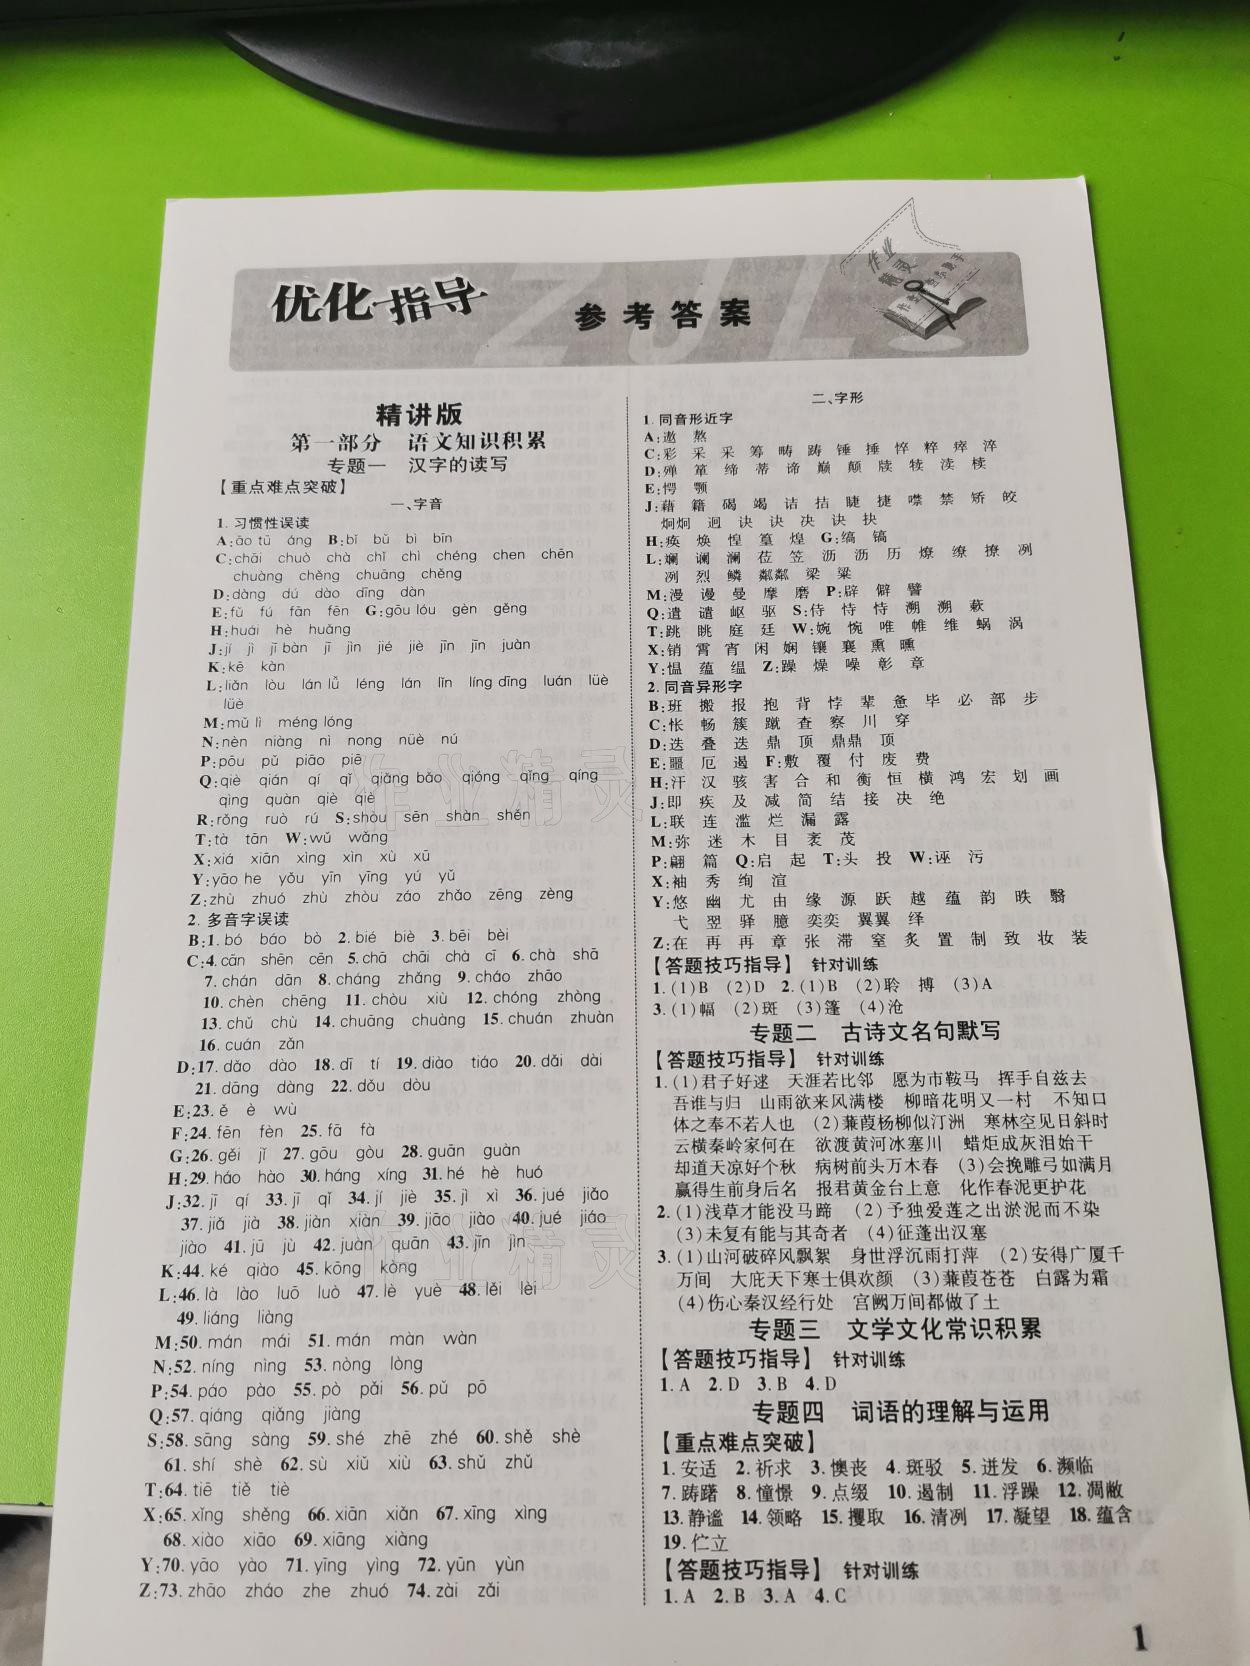 优化指导
参考答案
精讲版
第一部分 语文知识积累
专题一 汉字的读写
【重点难点突破】
一、字音
1. 习惯性误读
A:āo tū áng B:bǐ bǔ bì bīn
C:chāi chuò chà chǐ chì chéng chen chēn
chuàng chěng chuāng chěng
D:dàng dú dào dīng dàn
E:fǔ fú fān fēn G:gōu lóu gèn gěng
H:huái hè huǎng
J:jí jì jī bàn jī jìn jié jiè jīn jīn juàn
K:kē kàn
L:liǎn lòu lán lǚ léng lán līn líng dīng luán lüè
lüè
M:mǔ lì méng lóng
N:nèn niàng nì nong nüè nú
P:pōu pǔ piāo piē
Q:qiè qián qí qǐ qiǎng bǎo qióng qǐng qíng
qìng quàn qiè qiè
R:rǒng ruò rú S:shòu sēn shàn shěn
T:tà tān W:wǔ wǎng
X:xiá xiān xìng xìn xù xū
Y:yāo he yǒu yīn yīng yú yǔ
Z:zhù zhuó zhù zhòu záo zhǎo zēng zèng
2. 多音字误读
B:1. bó báo bò 2. bié biè 3. bēi bèi
C:4. cān shēn cēn 5. chā chāi chà cī 6. chà shā
7. chán dān 8. cháng zhǎng 9. cháo zhāo
10. chèn chēng 11. chòu xiù 12. chóng zhòng
13. chǔ chù 14. chuāng chuàng 15. chuán zhuàn
16. cuán zǎn
D:17. dǎo dào 18. dī tí 19. diào tiáo 20. dǎi dài
21. dāng dàng 22. dǒu dòu
E:23. ě è wù
F:24. fēn fèn 25. fā fà
G:26. gěi jǐ 27. gōu gòu 28. guān guàn
H:29. háo hào 30. háng xíng 31. hé hè huó
J:32. jī qí 33. jī qǐ 34. jí jiè 35. jì xì 36. jué jiǎo
37. jiǎ jià 38. jiàn xiàn 39. jiāo jiào 40. jué jiáo
jiào 41. jū jù 42. juàn quān 43. jīn jìn
K:44. ké qiào 45. kōng kòng
L:46. là lào luō luò 47. lè yuè 48. lěi lèi
49. liáng liàng
M:50. mán mái 51. mán màn wàn
N:52. níng nìng 53. nòng lòng
P:54. páo pào 55. pò pǎi 56. pǔ pō
Q:57. qiáng qiǎng jiàng
S:58. sāng sàng 59. shé zhē zhé 60. shě shè
61. shí shè 62. sù xiǔ xiù 63. shǔ zhǔ
T:64. tiē tiě tiè
X:65. xǐng shěng 66. xiān xiǎn 67. xīng xìng
68. xiào xiāo 69. xiāng xiàng
Y:70. yāo yào 71. yīng yìng 72. yūn yùn
Z:73. zhāo zháo zhe zhuó 74. zài zǎi
二、字形
1. 同音形近字
A:遨 熬
C:彩 采 采 筹 畴 踌 锤 捶 悴 粹 瘁 淬
D:殚 箪 缔 蒂 谛 巅 颠 牍 犊 渎 椟
E:愕 颚
J:藉 籍 碣 竭 诘 拮 睫 捷 噤 禁 矫 皎
炯炯 迥 诀 诀 决 诀 抉
H:痪 焕 惶 篁 煌 G:缟 镐
L:斓 谰 澜 莅 笠 沥 沥 历 燎 缭 撩 冽
冽 烈 鳞 粼粼 梁 粱
M:漫 谩 曼 摩 磨 P:辟 僻 譬
Q:遣 谴 岖 驱 S:侍 恃 恃 溯 溯 蔌
T:跳 眺 庭 廷 W:婉 惋 唯 帷 维 蜗 涡
X:销 霄 宵 闲 娴 镶 襄 熏 曛
Y:愠 蕴 缊 Z:躁 燥 噪 彰 章
2. 同音异形字
B:班 搬 报 抱 背 悖 辈 惫 毕 必 部 步
C:怅 畅 簇 蹴 查 察 川 穿
D:迭 叠 迭 鼎 顶 鼎鼎 顶
E:噩 厄 遏 F:敷 覆 付 废 费
H:汗 汉 骇 害 合 和 衡 恒 横 鸿 宏 划 画
J:即 疾 及 减 简 结 接 决 绝
L:联 连 滥 烂 漏 露
M:弥 迷 木 目 袤 茂
P:翩 篇 Q:启 起 T:头 投 W:诬 污
X:袖 秀 绚 渲
Y:悠 幽 尤 由 缘 源 跃 越 蕴 韵 轶 翳
弋 翌 驿 臆 奕奕 翼翼 绎
Z:在 再 再 章 张 滞 窒 炙 置 制 致 妆 装
【答题技巧指导】 针对训练
1. (1)B (2)D 2. (1)B (2)聆 搏 (3)A
3. (1)幅 (2)斑 (3)篷 (4)沧
专题二 古诗文名句默写
【答题技巧指导】 针对训练
1. (1)君子好逑 天涯若比邻 愿为市鞍马 挥手自兹去
吾谁与归 山雨欲来风满楼 柳暗花明又一村 不知口
体之奉不若人也 (2)蒹葭杨柳似汀洲 寒林空见日斜时
云横秦岭家何在 欲渡黄河冰塞川 蜡炬成灰泪始干
却道天凉好个秋 病树前头万木春 (3)会挽雕弓如满月
赢得生前身后名 报君黄金台上意 化作春泥更护花
2. (1)浅草才能没马蹄 (2)予独爱莲之出淤泥而不染
(3)未复有能与其奇者 (4)征蓬出汉塞
3. (1)山河破碎风飘絮 身世浮沉雨打萍 (2)安得广厦千
万间 大庇天下寒士俱欢颜 (3)蒹葭苍苍 白露为霜
(4)伤心秦汉经行处 宫阙万间都做了土
专题三 文学文化常识积累
【答题技巧指导】 针对训练
1. A 2. D 3. B 4. D
专题四 词语的理解与运用
【重点难点突破】
1. 安适 2. 祈求 3. 懊丧 4. 斑驳 5. 迸发 6. 濒临
7. 踌躇 8. 憧憬 9. 点缀 10. 遏制 11. 浮躁 12. 凋敝
13. 静谧 14. 领略 15. 攫取 16. 清冽 17. 凝望 18. 蕴含
19. 伫立
【答题技巧指导】 针对训练
1. A 2. B 3. A 4. C
1